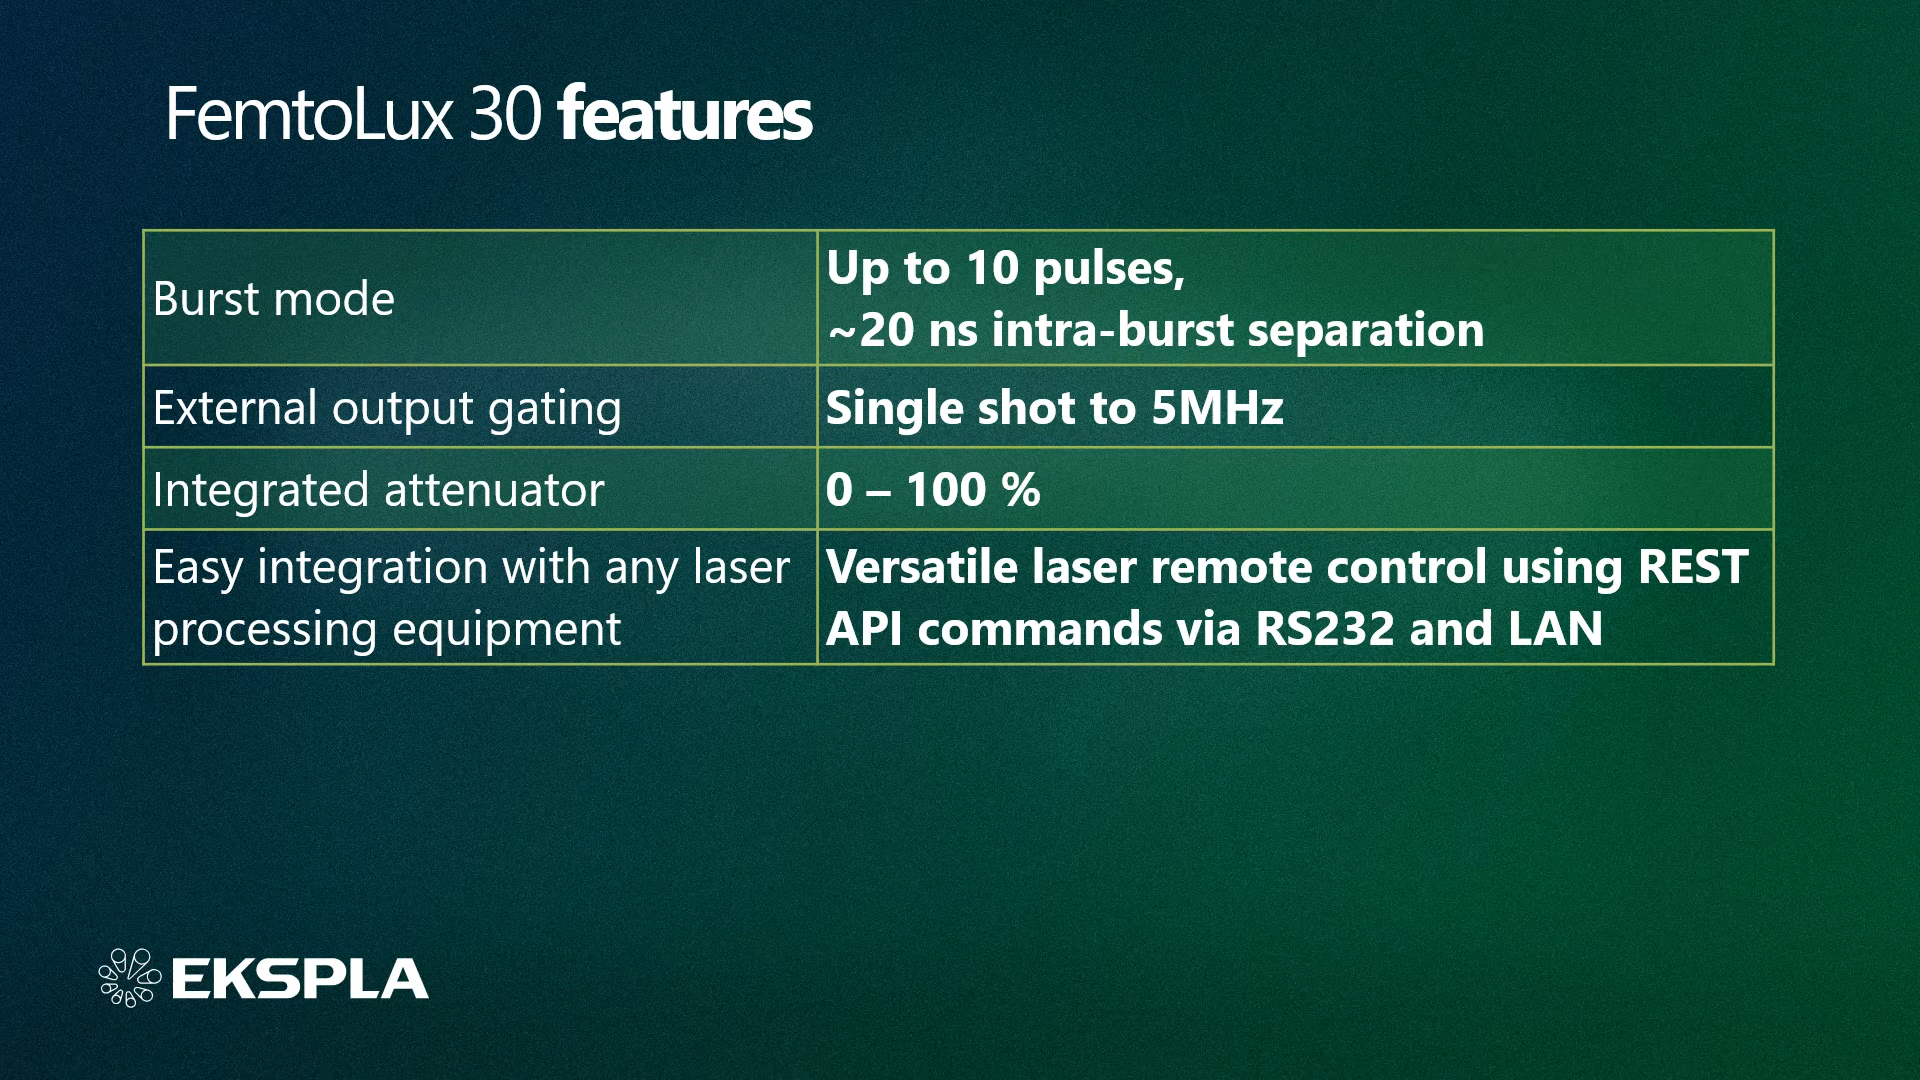 FemtoLux 30 features
Burst mode
Up to 10 pulses,
~20 ns intra-burst separation
External output gating
Single shot to 5MHz
Integrated attenuator
0 – 100 %
Easy integration with any laser
processing equipment
Versatile laser remote control using REST
API commands via RS232 and LAN
EKSPLA